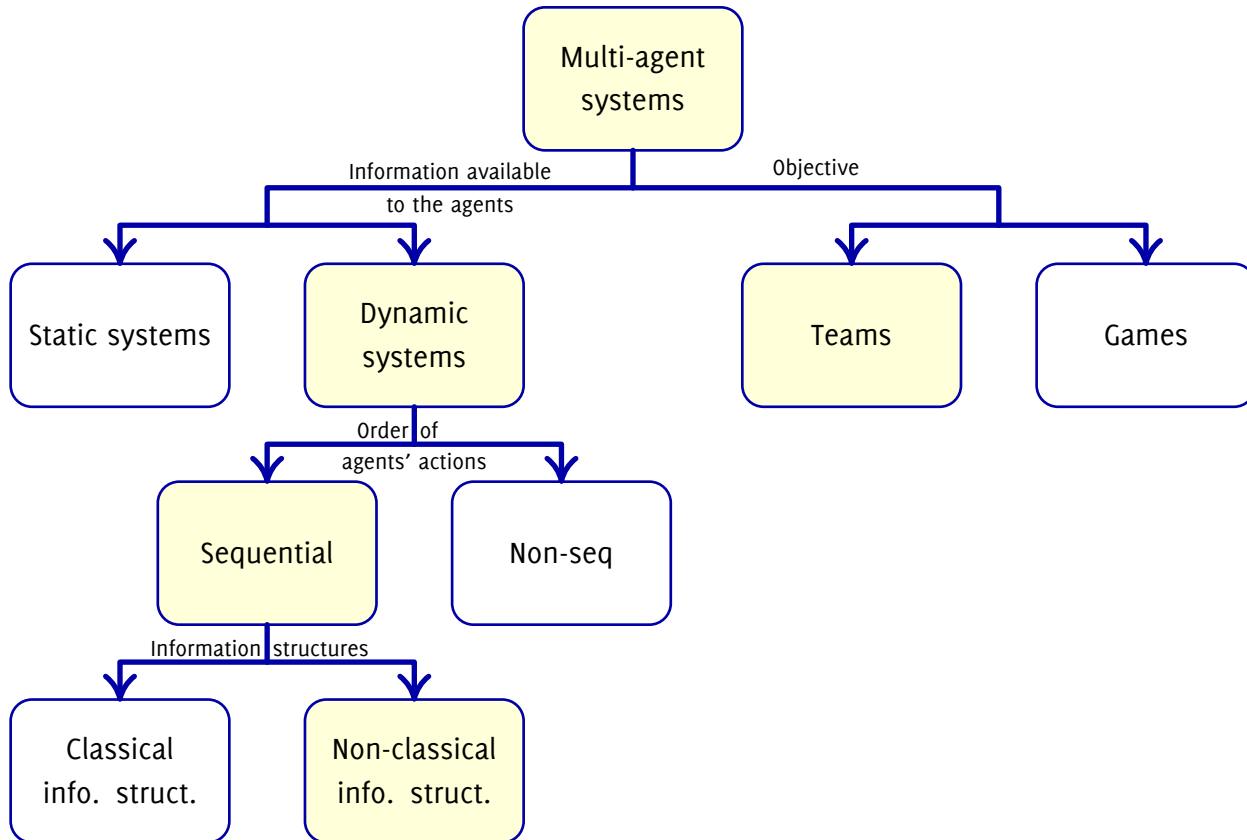 Multi-agent
systems
Information available
to the agents
Objective
Static systems
Dynamic
systems
Teams
Games
Order of
agents’ actions
Sequential
Non-seq
Information structures
Classical
info. struct.
Non-classical
info. struct.